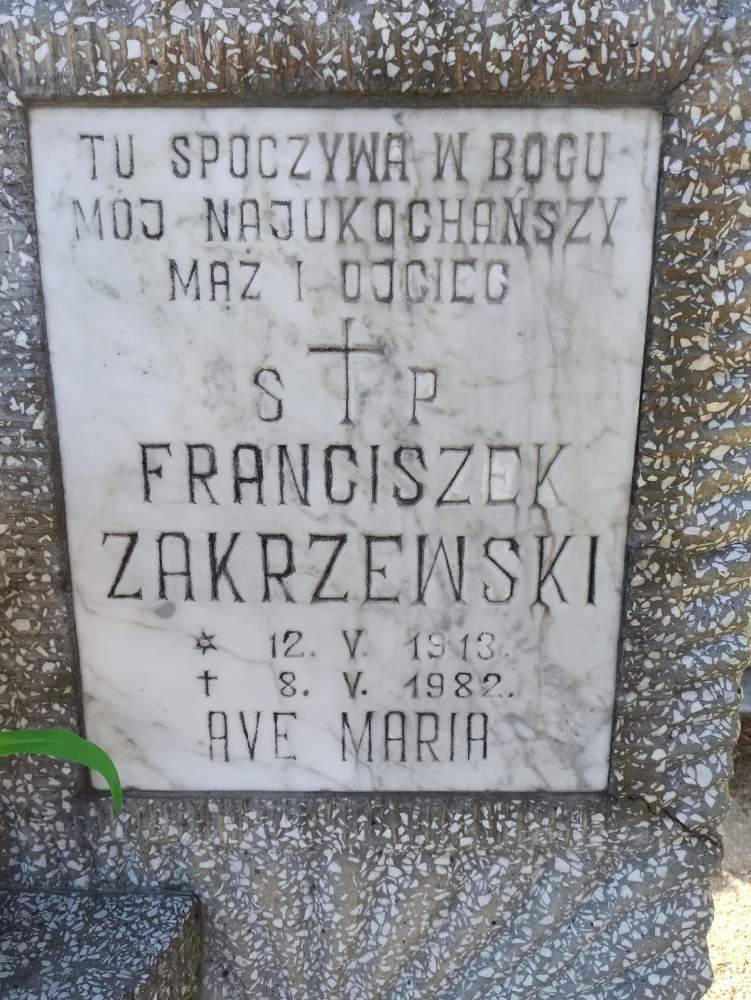 TU SPOCZYWA W BOGU
MÓJ NAJUKOCHAŃSZY
MĄŻ I OJCIEC
S † P
FRANCISZEK
ZAKRZEWSKI
✡ 12. V. 1913.
† 8. V. 1982.
AVE MARIA